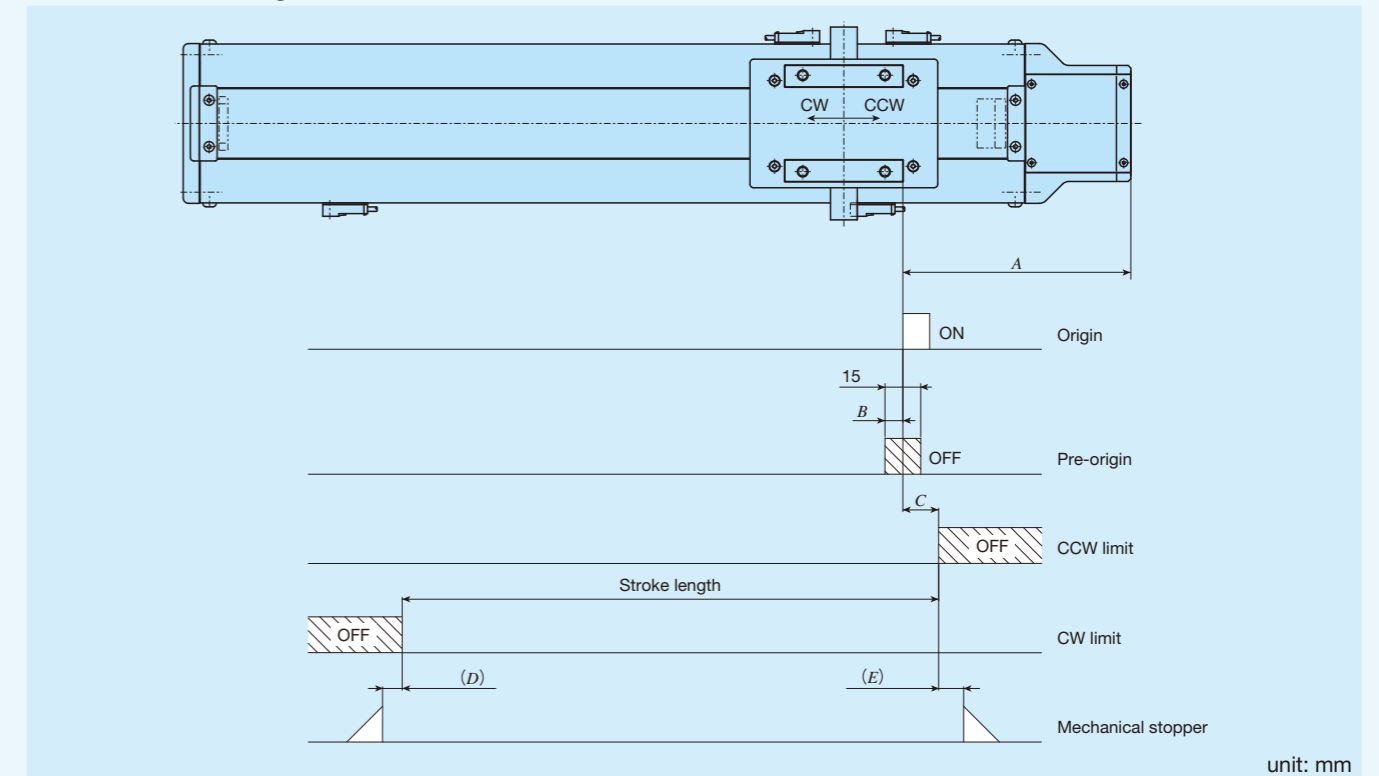 CW CCW
A
ON Origin
15
B
OFF Pre-origin
C
OFF CCW limit
Stroke length
OFF CW limit
(D) (E)
Mechanical stopper
unit: mm